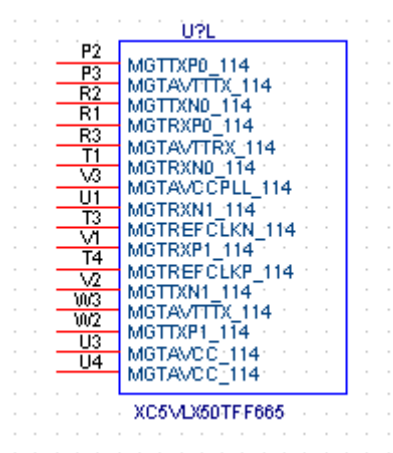 U?L
P2 MGTTXP0_114
P3 MGTAVTTTX_114
R2 MGTTXN0_114
R1 MGTRXP0_114
R3 MGTAVTTRX_114
T1 MGTRXN0_114
V3 MGTAVCCPLL_114
U1 MGTRXN1_114
T3 MGTREFCLKN_114
V1 MGTRXP1_114
T4 MGTREFCLKP_114
V2 MGTTXN1_114
W3 MGTAVTTTX_114
W2 MGTTXP1_114
U3 MGTAVCC_114
U4 MGTAVCC_114
XC5VLX50TFF665